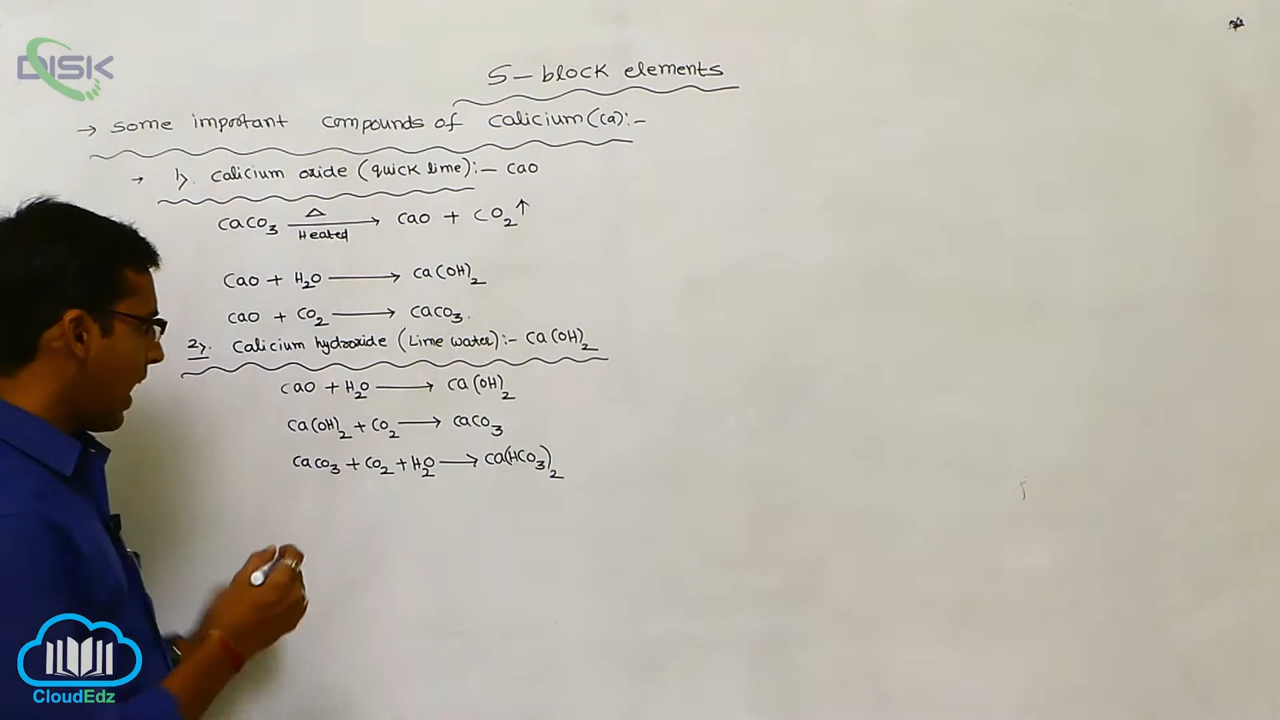 DISK
S-block elements
→ some important compounds of calicium (ca):-
→ 1>. calicium oxide (quick lime):- cao
CaCO₃ —Δ Heated→ cao + CO₂↑
Cao + H₂O ⟶ ca(OH)₂
cao + CO₂ ⟶ caco₃.
2>. calicium hydroxide (Lime water):- ca(OH)₂
cao + H₂O ⟶ ca(OH)₂
ca(OH)₂ + CO₂ ⟶ caco₃
caco₃ + CO₂ + H₂O ⟶ ca(HCO₃)₂
CloudEdz